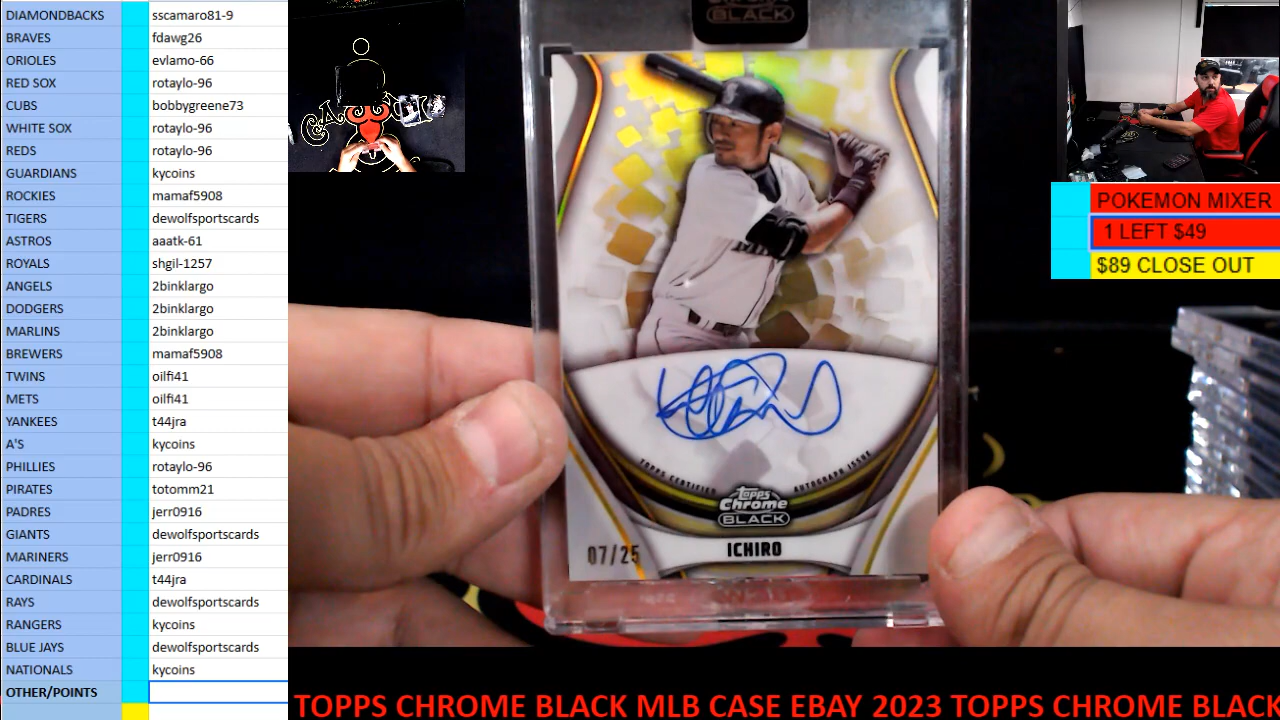 DIAMONDBACKS sscamaro81-9
BRAVES fdawg26
ORIOLES evlamo-66
RED SOX rotaylo-96
CUBS bobbygreene73
WHITE SOX rotaylo-96
REDS rotaylo-96
GUARDIANS kycoins
ROCKIES mamaf5908
TIGERS dewolfsportscards
ASTROS aaatk-61
ROYALS shgil-1257
ANGELS 2binklargo
DODGERS 2binklargo
MARLINS 2binklargo
BREWERS mamaf5908
TWINS oilfi41
METS oilfi41
YANKEES t44jra
A'S kycoins
PHILLIES rotaylo-96
PIRATES totomm21
PADRES jerr0916
GIANTS dewolfsportscards
MARINERS jerr0916
CARDINALS t44jra
RAYS dewolfsportscards
RANGERS kycoins
BLUE JAYS dewolfsportscards
NATIONALS kycoins
OTHER/POINTS
BLACK
TOPPS CERTIFIED AUTOGRAPH ISSUE
Topps
Chrome
BLACK
ICHIRO
07/25
POKEMON MIXER
1 LEFT $49
$89 CLOSE OUT
TOPPS CHROME BLACK MLB CASE EBAY 2023 TOPPS CHROME BLACK